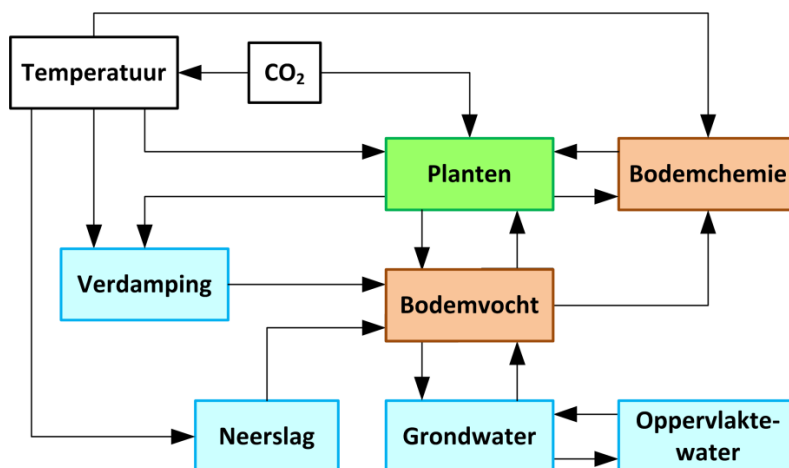 Temperatuur
CO₂
Planten
Bodemchemie
Verdamping
Bodemvocht
Neerslag
Grondwater
Oppervlakte-
water